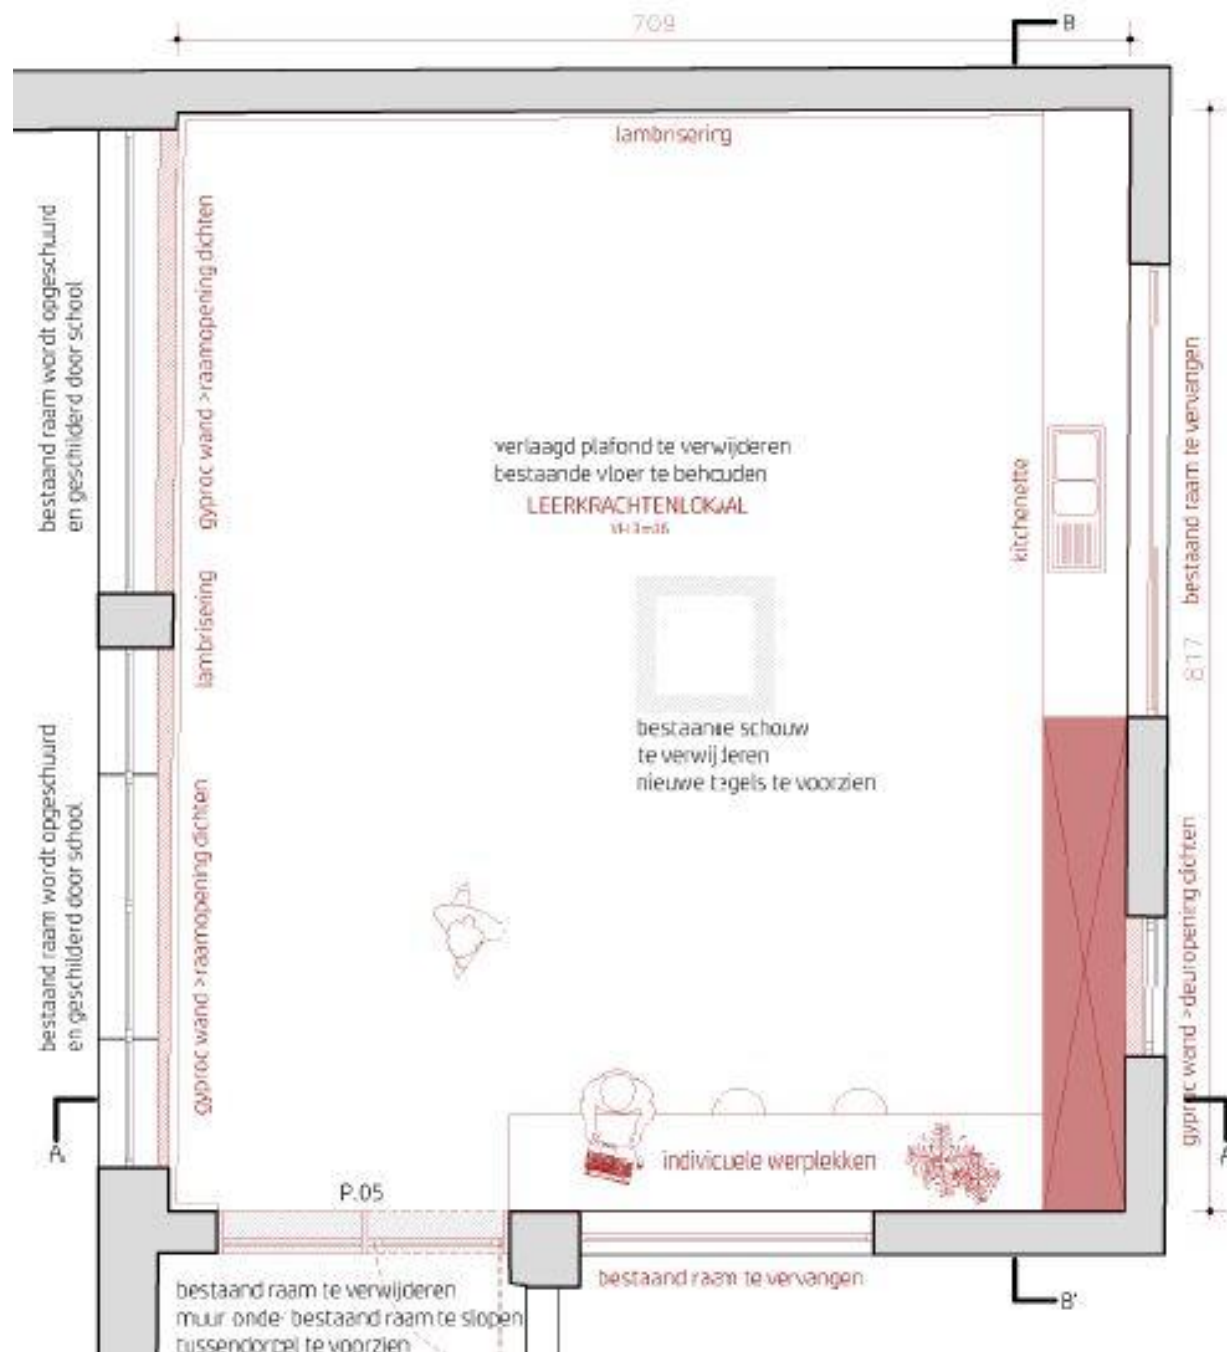 709
B
lambrisering
bestaand raam wordt opgeschuurd
en geschilderd door school
gyproc wand >raamopening dichten
verlaagd plafond te verwijderen
bestaande vloer te behouden
LEERKRACHTENLOKAAL
kitchenette
bestaand raam te vervangen
lambrisering
817
bestaande schouw
te verwijderen
nieuwe tegels te voorzien
bestaand raam wordt opgeschuurd
en geschilderd door school
gyproc wand >raamopening dichten
gyproc wand >deuropening dichten
A
A
individuele werplekken
P.05
bestaand raam te vervangen
B'
bestaand raam te verwijderen
muur onder bestaand raam te slopen
tussendorpel te voorzien